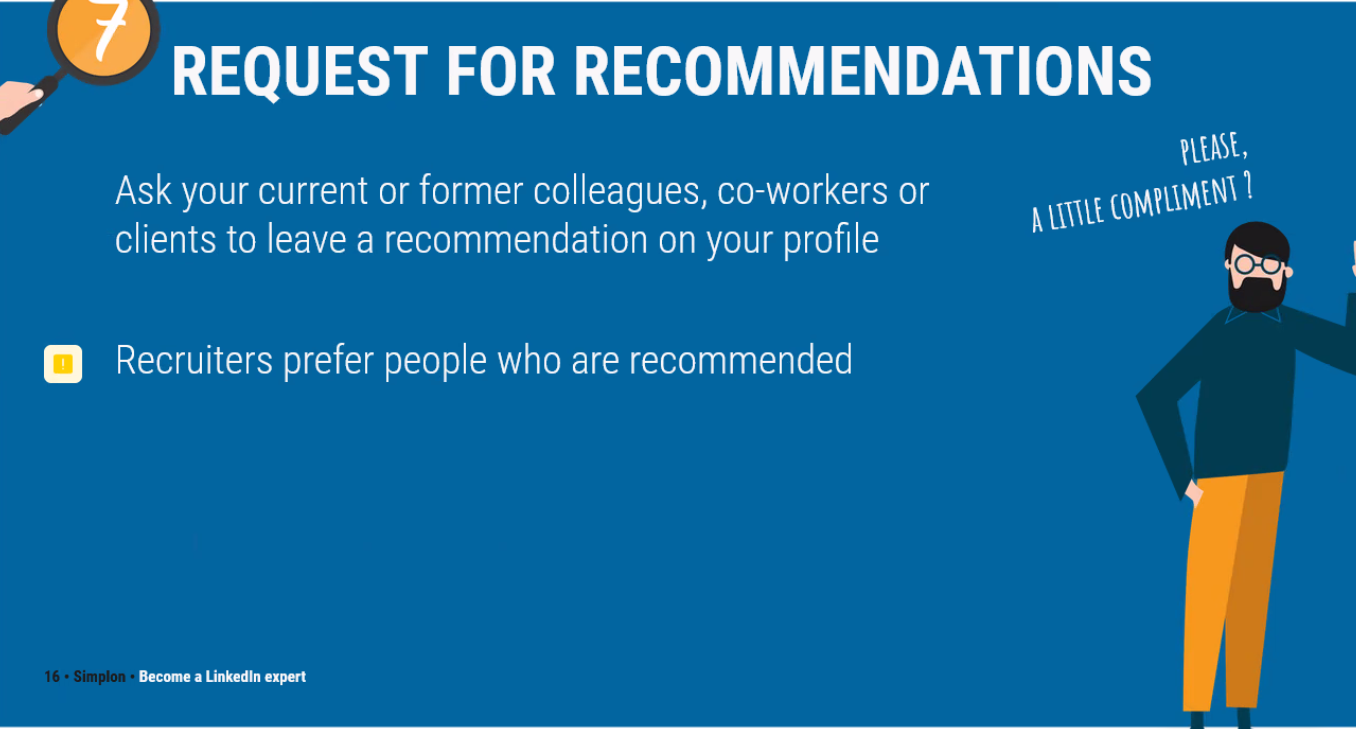 7
REQUEST FOR RECOMMENDATIONS
PLEASE,
A LITTLE COMPLIMENT ?
Ask your current or former colleagues, co-workers or
clients to leave a recommendation on your profile
! Recruiters prefer people who are recommended
16 • Simplon • Become a LinkedIn expert